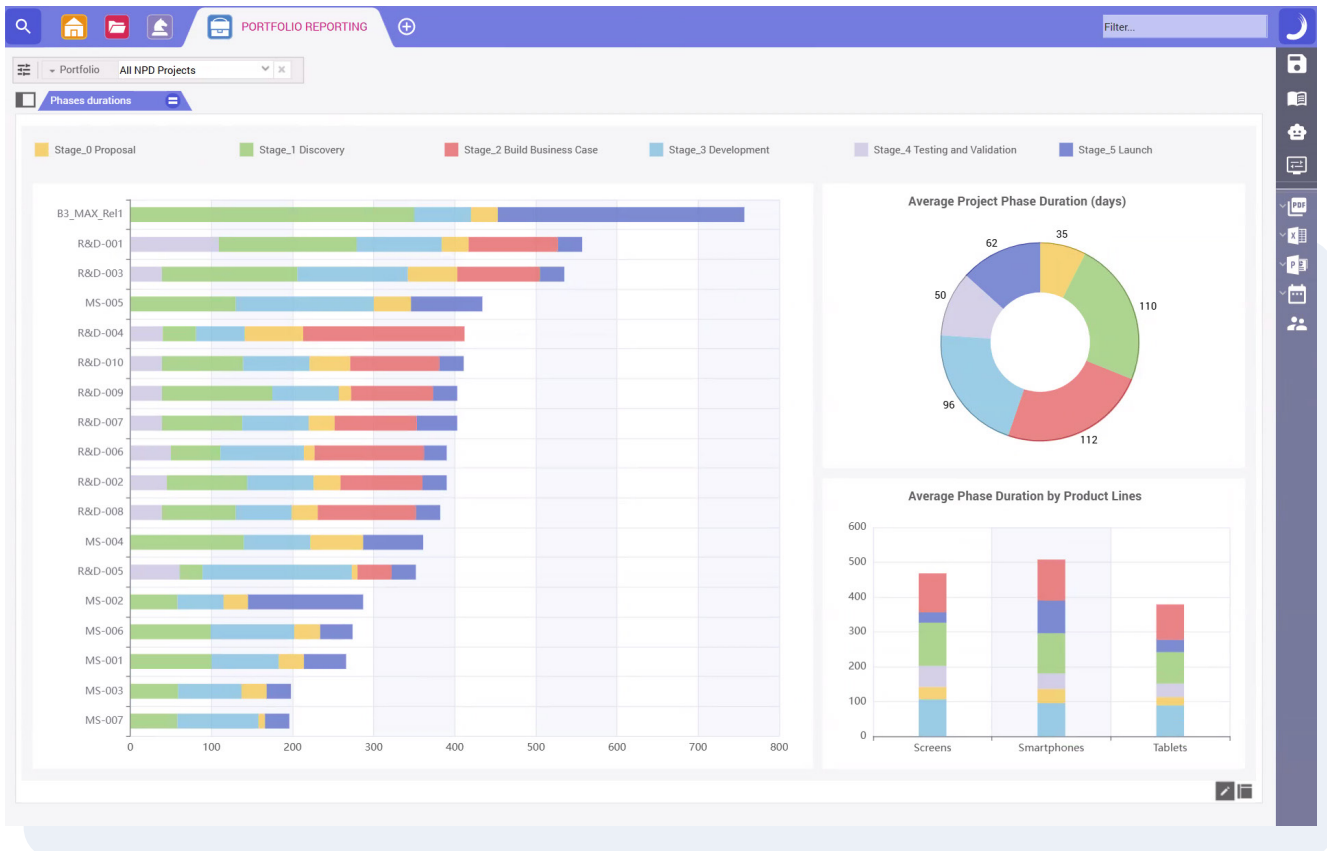 PORTFOLIO REPORTING
Filter...
Portfolio All NPD Projects
Phases durations
Stage_0 Proposal Stage_1 Discovery Stage_2 Build Business Case Stage_3 Development Stage_4 Testing and Validation Stage_5 Launch
B3_MAX_Rel1
R&D-001
R&D-003
MS-005
R&D-004
R&D-010
R&D-009
R&D-007
R&D-006
R&D-002
R&D-008
MS-004
R&D-005
MS-002
MS-006
MS-001
MS-003
MS-007
0 100 200 300 400 500 600 700 800
Average Project Phase Duration (days)
35
62
50
110
96
112
Average Phase Duration by Product Lines
600
500
400
300
200
100
0
Screens Smartphones Tablets
PDF
X
P